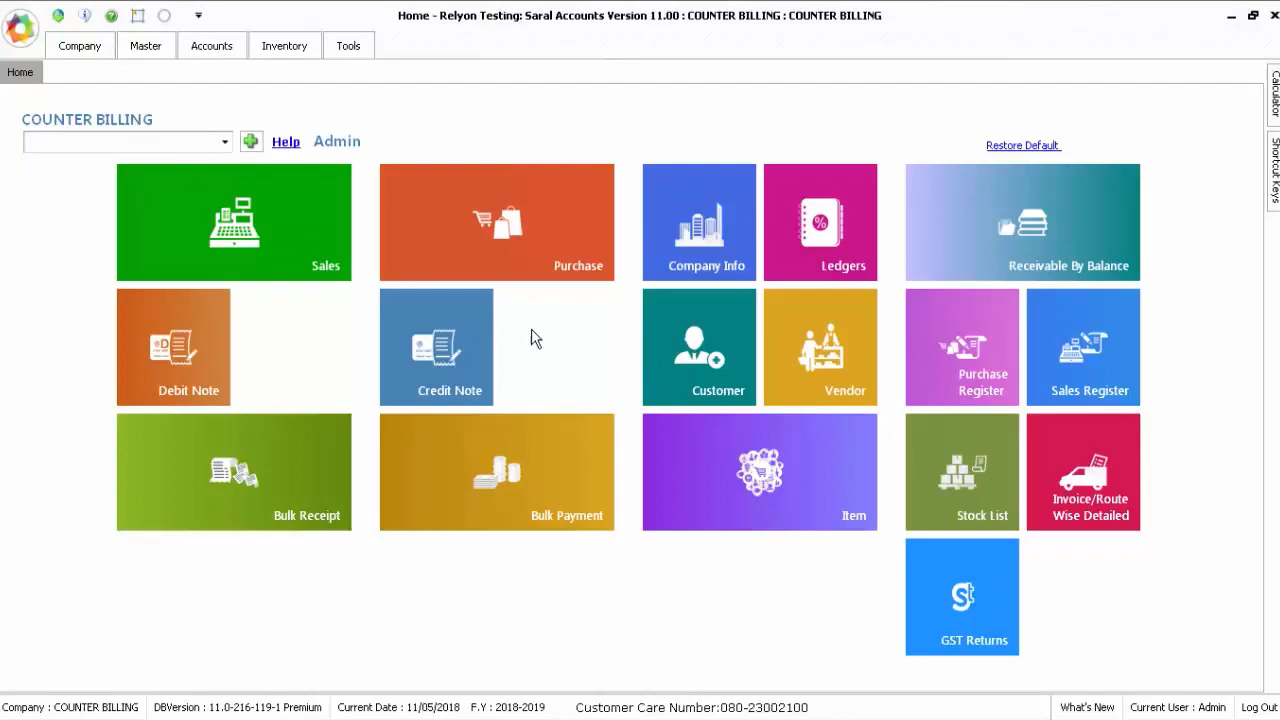 Home - Relyon Testing: Saral Accounts Version 11.00 : COUNTER BILLING : COUNTER BILLING
Company Master Accounts Inventory Tools
Home
Calculator
Shortcut Keys
COUNTER BILLING
Help Admin
Restore Default
Sales Purchase Company Info Ledgers Receivable By Balance
Debit Note Credit Note Customer Vendor Purchase Register Sales Register
Bulk Receipt Bulk Payment Item Stock List Invoice/Route Wise Detailed
GST Returns
Company : COUNTER BILLING DBVersion : 11.0-216-119-1 Premium Current Date : 11/05/2018 F.Y : 2018-2019 Customer Care Number:080-23002100 What's New Current User : Admin Log Out